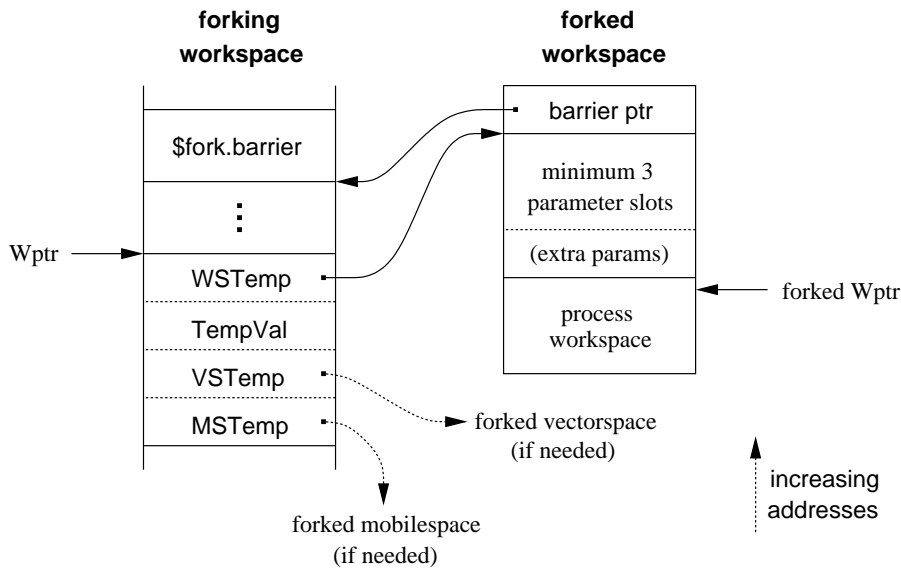 forking
workspace
forked
workspace
$fork.barrier
Wptr
WSTemp
TempVal
VSTemp
MSTemp
barrier ptr
minimum 3
parameter slots
(extra params)
process
workspace
forked Wptr
forked vectorspace
(if needed)
forked mobilespace
(if needed)
increasing
addresses